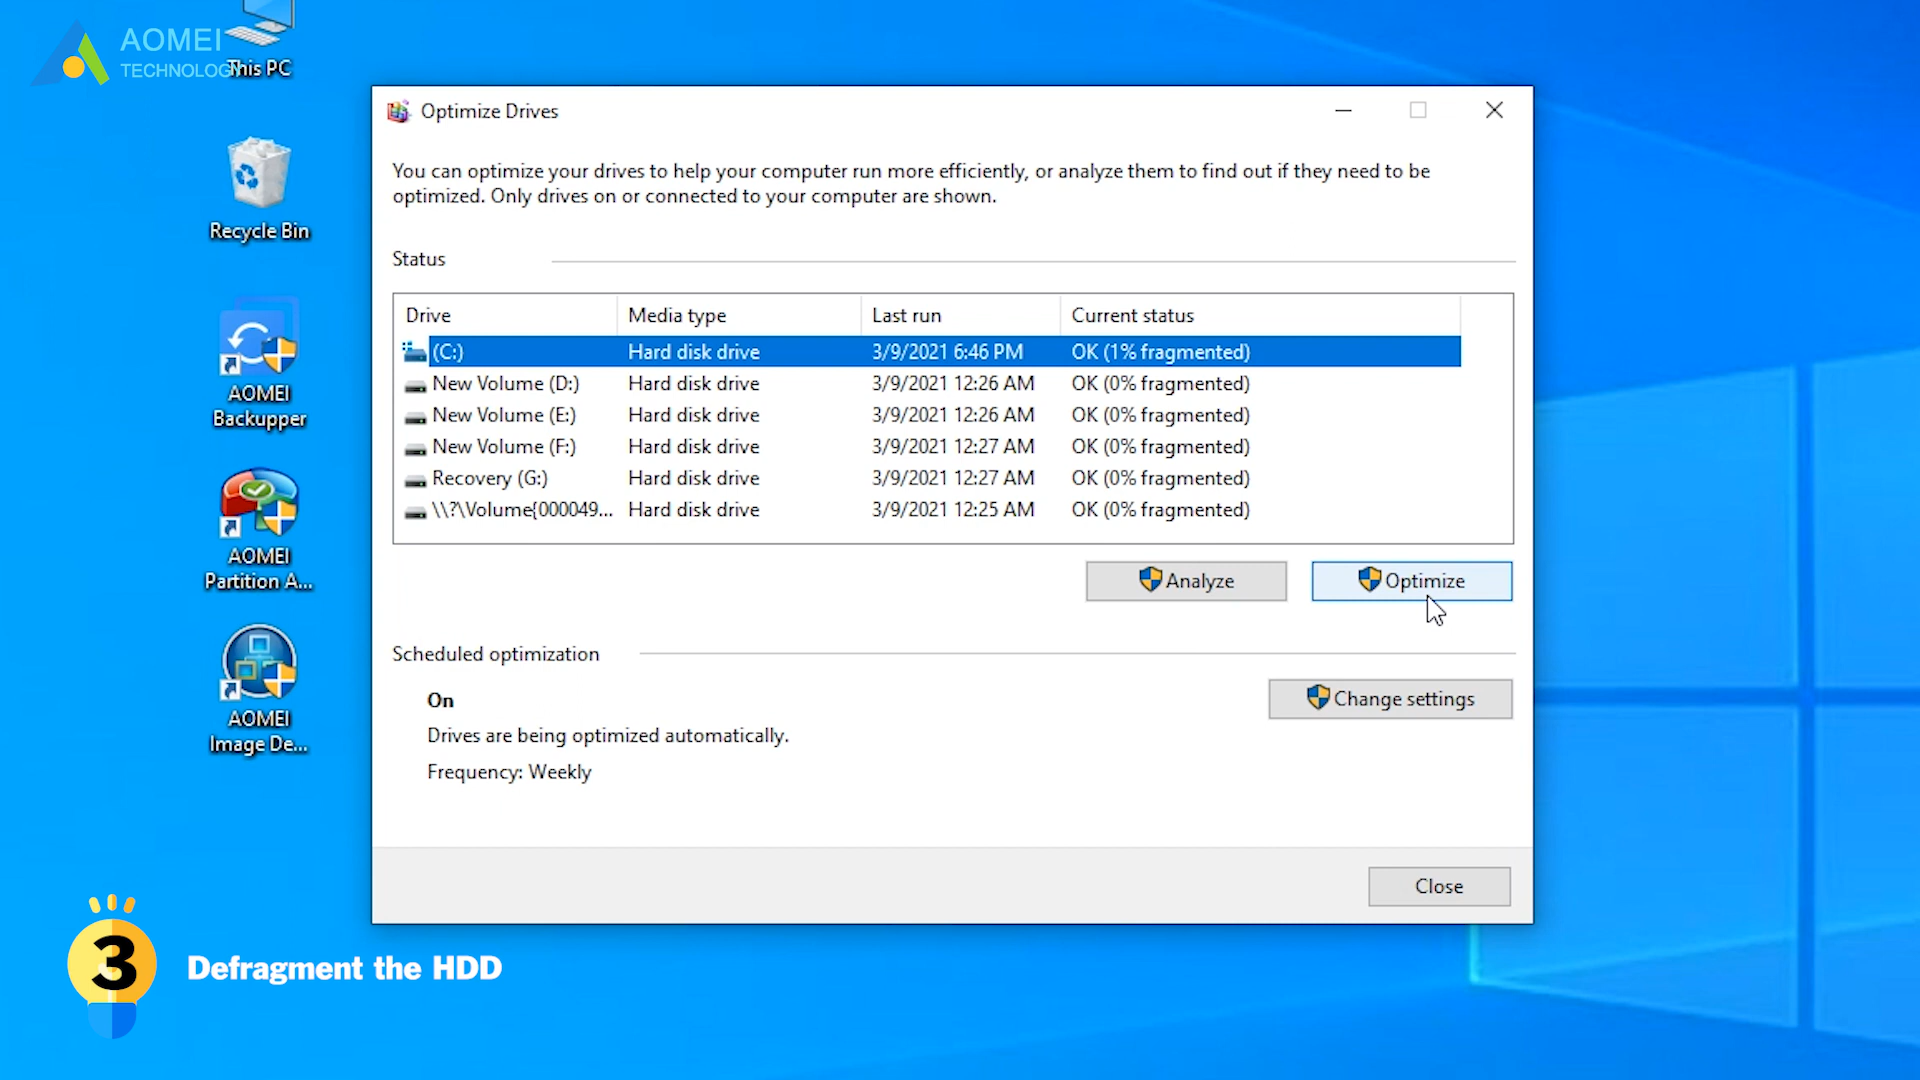 AOMEI
TECHNOLOGY
This PC
Recycle Bin
AOMEI
Backupper
AOMEI
Partition A...
AOMEI
Image De...
Optimize Drives
You can optimize your drives to help your computer run more efficiently, or analyze them to find out if they need to be
optimized. Only drives on or connected to your computer are shown.
Status
Drive Media type Last run Current status
(C:) Hard disk drive 3/9/2021 6:46 PM OK (1% fragmented)
New Volume (D:) Hard disk drive 3/9/2021 12:26 AM OK (0% fragmented)
New Volume (E:) Hard disk drive 3/9/2021 12:26 AM OK (0% fragmented)
New Volume (F:) Hard disk drive 3/9/2021 12:27 AM OK (0% fragmented)
Recovery (G:) Hard disk drive 3/9/2021 12:27 AM OK (0% fragmented)
\\?\Volume{000049... Hard disk drive 3/9/2021 12:25 AM OK (0% fragmented)
Analyze Optimize
Scheduled optimization
On
Change settings
Drives are being optimized automatically.
Frequency: Weekly
Close
3
Defragment the HDD